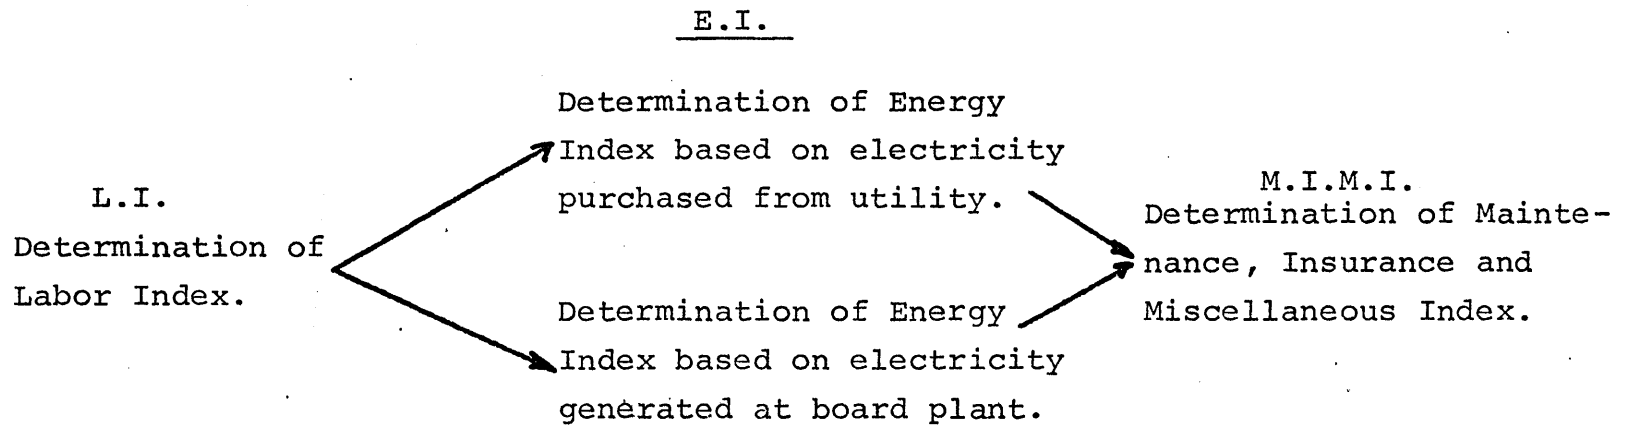 E.I.
L.I.
Determination of
Labor Index.
Determination of Energy
Index based on electricity
purchased from utility.
Determination of Energy
Index based on electricity
generated at board plant.
M.I.M.I.
Determination of Mainte-
nance, Insurance and
Miscellaneous Index.